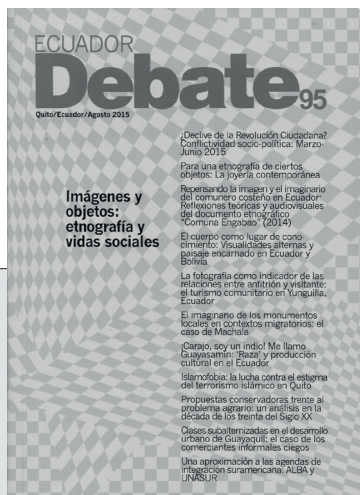 ECUADOR
Debate95
Quito/Ecuador/Agosto 2015
Imágenes y
objetos:
etnografía y
vidas sociales
¿Declive de la Revolución Ciudadana?
Conflictividad socio-política: Marzo-
Junio 2015
Para una etnografía de ciertos
objetos: La joyería contemporánea
Repensando la imagen y el imaginario
del comunero costeño en Ecuador
Reflexiones teóricas y audiovisuales
del documento etnográfico
"Comuna Engabao" (2014)
El cuerpo como lugar de cono-
cimiento: Visualidades alternas y
paisaje encarnado en Ecuador y
Bolivia
La fotografía como indicador de las
relaciones entre anfitrión y visitante:
el turismo comunitario en Yunguilla,
Ecuador
El imaginario de los monumentos
locales en contextos migratorios: el
caso de Machala
¡Carajo, soy un indio! Me llamo
Guayasamín: 'Raza' y producción
cultural en el Ecuador
Islamofobia: la lucha contra el estigma
del terrorismo islámico en Quito
Propuestas conservadoras frente al
problema agrario: un análisis en la
década de los treinta del Siglo XX
Clases subalternizadas en el desarrollo
urbano de Guayaquil: el caso de los
comerciantes informales ciegos
Una aproximación a las agendas de
integración suramericana: ALBA y
UNASUR